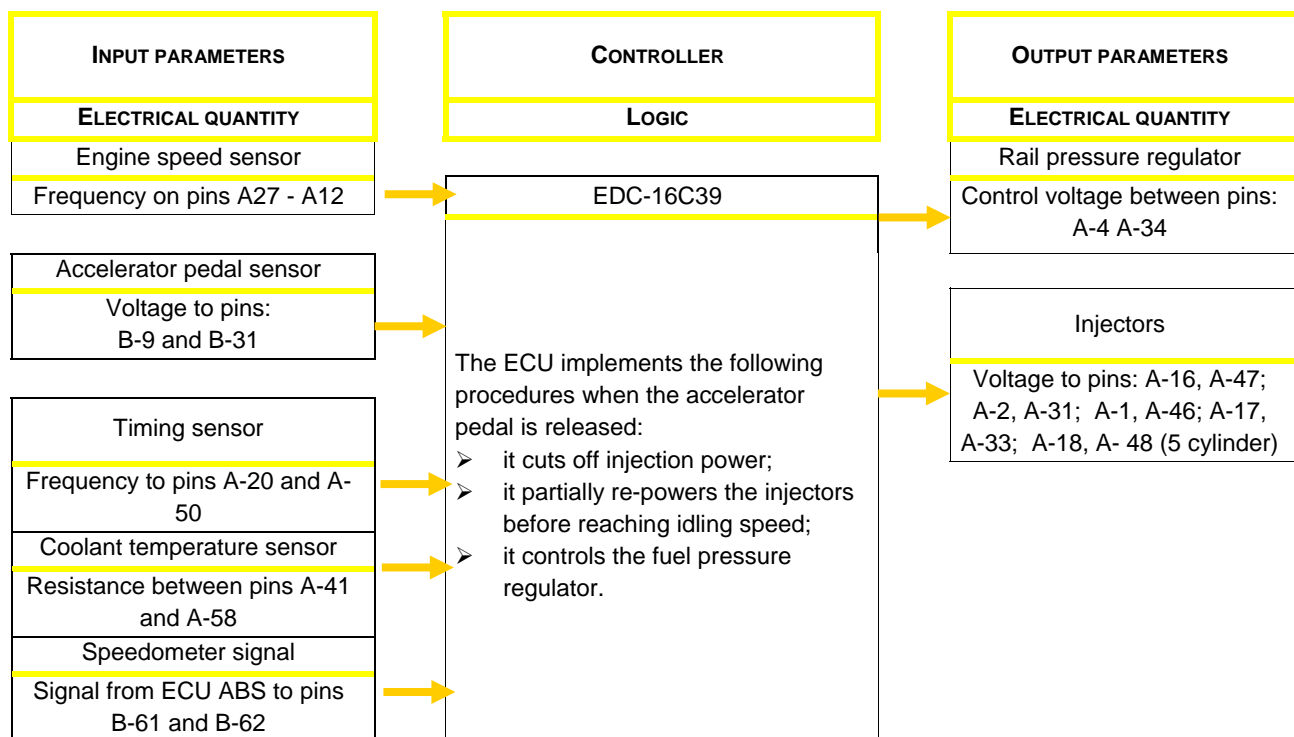 INPUT PARAMETERS
ELECTRICAL QUANTITY
Engine speed sensor
Frequency on pins A27 - A12
Accelerator pedal sensor
Voltage to pins:
B-9 and B-31
Timing sensor
Frequency to pins A-20 and A-
50
Coolant temperature sensor
Resistance between pins A-41
and A-58
Speedometer signal
Signal from ECU ABS to pins
B-61 and B-62
CONTROLLER
LOGIC
EDC-16C39
The ECU implements the following
procedures when the accelerator
pedal is released:
➢ it cuts off injection power;
➢ it partially re-powers the injectors
before reaching idling speed;
➢ it controls the fuel pressure
regulator.
OUTPUT PARAMETERS
ELECTRICAL QUANTITY
Rail pressure regulator
Control voltage between pins:
A-4 A-34
Injectors
Voltage to pins: A-16, A-47;
A-2, A-31; A-1, A-46; A-17,
A-33; A-18, A- 48 (5 cylinder)